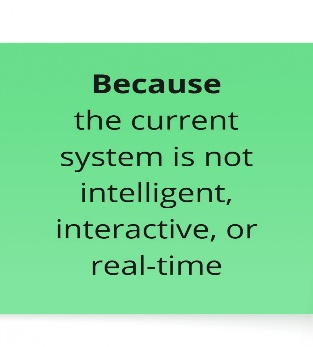 Because
the current
system is not
intelligent,
interactive, or
real-time